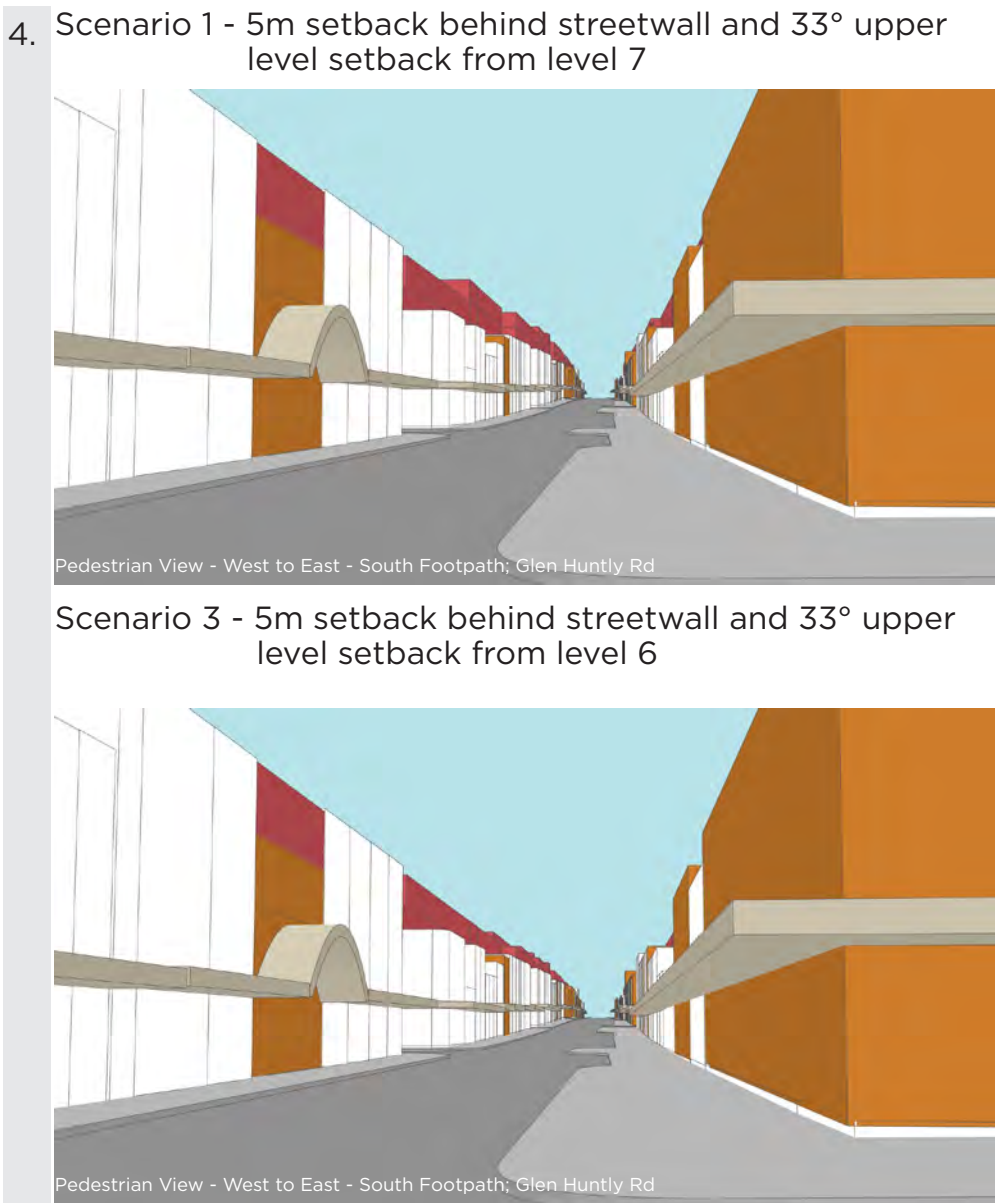 4.
Scenario 1 - 5m setback behind streetwall and 33° upper
level setback from level 7
Pedestrian View - West to East - South Footpath; Glen Huntly Rd
Scenario 3 - 5m setback behind streetwall and 33° upper
level setback from level 6
Pedestrian View - West to East - South Footpath; Glen Huntly Rd